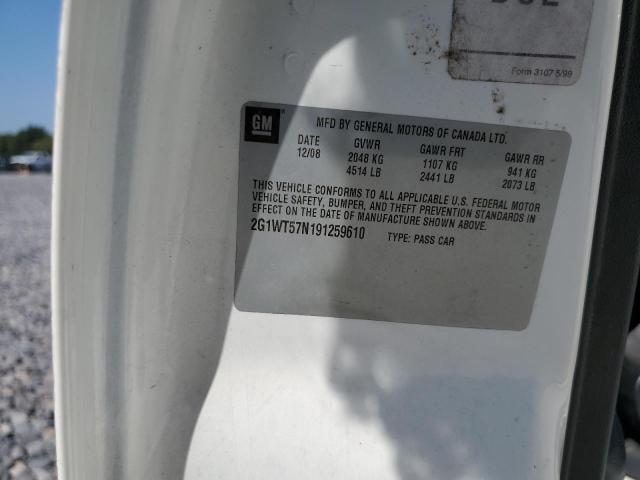 Form 3107 5/99
GM
MFD BY GENERAL MOTORS OF CANADA LTD.
DATE GVWR GAWR FRT GAWR RR
12/08 2048 KG 1107 KG 941 KG
4514 LB 2441 LB 2073 LB
THIS VEHICLE CONFORMS TO ALL APPLICABLE U.S. FEDERAL MOTOR
VEHICLE SAFETY, BUMPER, AND THEFT PREVENTION STANDARDS IN
EFFECT ON THE DATE OF MANUFACTURE SHOWN ABOVE.
2G1WT57N191259610 TYPE: PASS CAR